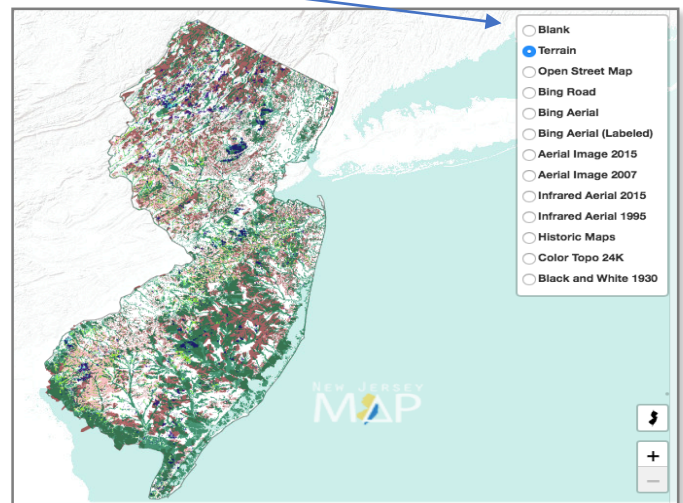 Blank
Terrain
Open Street Map
Bing Road
Bing Aerial
Bing Aerial (Labeled)
Aerial Image 2015
Aerial Image 2007
Infrared Aerial 2015
Infrared Aerial 1995
Historic Maps
Color Topo 24K
Black and White 1930
NEW JERSEY
MAP
+
−